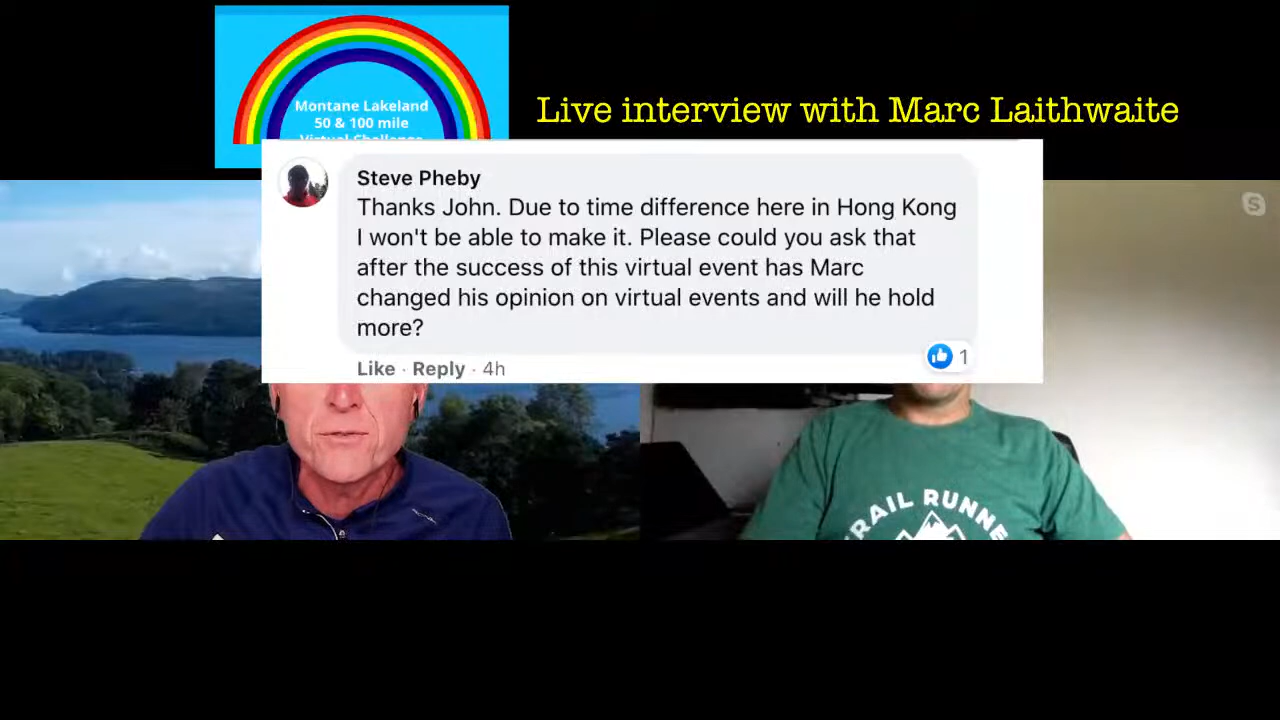 Montane Lakeland
50 & 100 mile
Virtual Challenge
Live interview with Marc Laithwaite
Steve Pheby
Thanks John. Due to time difference here in Hong Kong
I won't be able to make it. Please could you ask that
after the success of this virtual event has Marc
changed his opinion on virtual events and will he hold
more?
1
Like · Reply · 4h
S
RAIL RUNNE